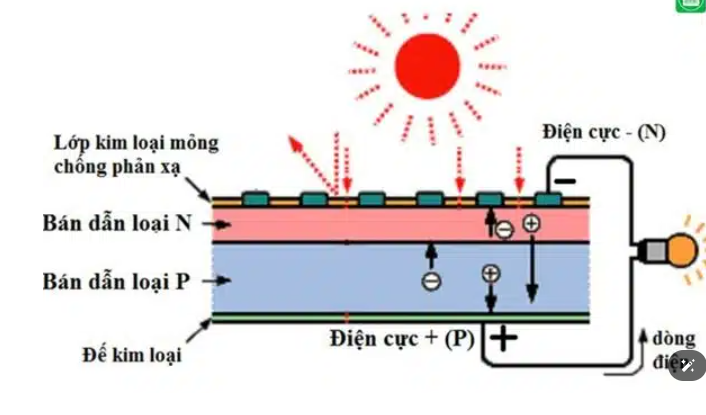 Điện cực - (N)
Lớp kim loại mỏng
chống phản xạ
−
Bán dẫn loại N
− +
Bán dẫn loại P
− +
Điện cực + (P) +
Đế kim loại
dòng
điện